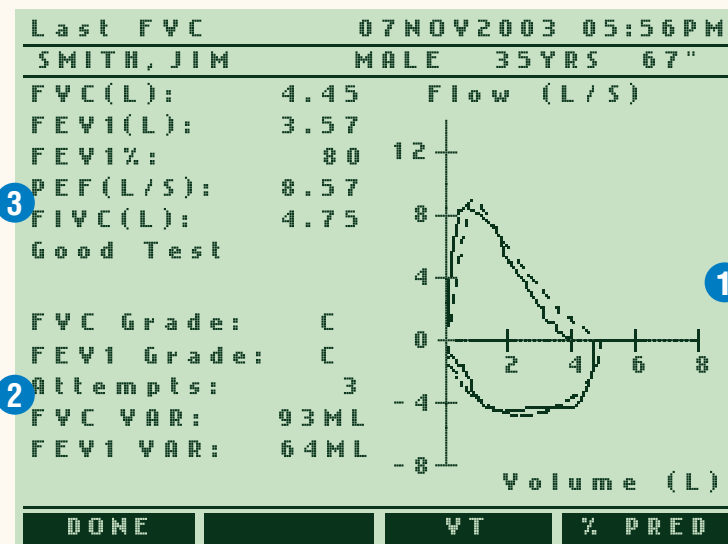 Last FVC 07NOV2003 05:56PM
SMITH, JIM MALE 35YRS 67"
FVC(L): 4.45
FEV1(L): 3.57
FEV1%: 80
PEF(L/S): 8.57
FIVC(L): 4.75
Good Test
FVC Grade: C
FEV1 Grade: C
Attempts: 3
FVC VAR: 93ML
FEV1 VAR: 64ML
Flow (L/S)
12
8
4
0
-4
-8
2 4 6 8
Volume (L)
3
1
2
DONE VT % PRED